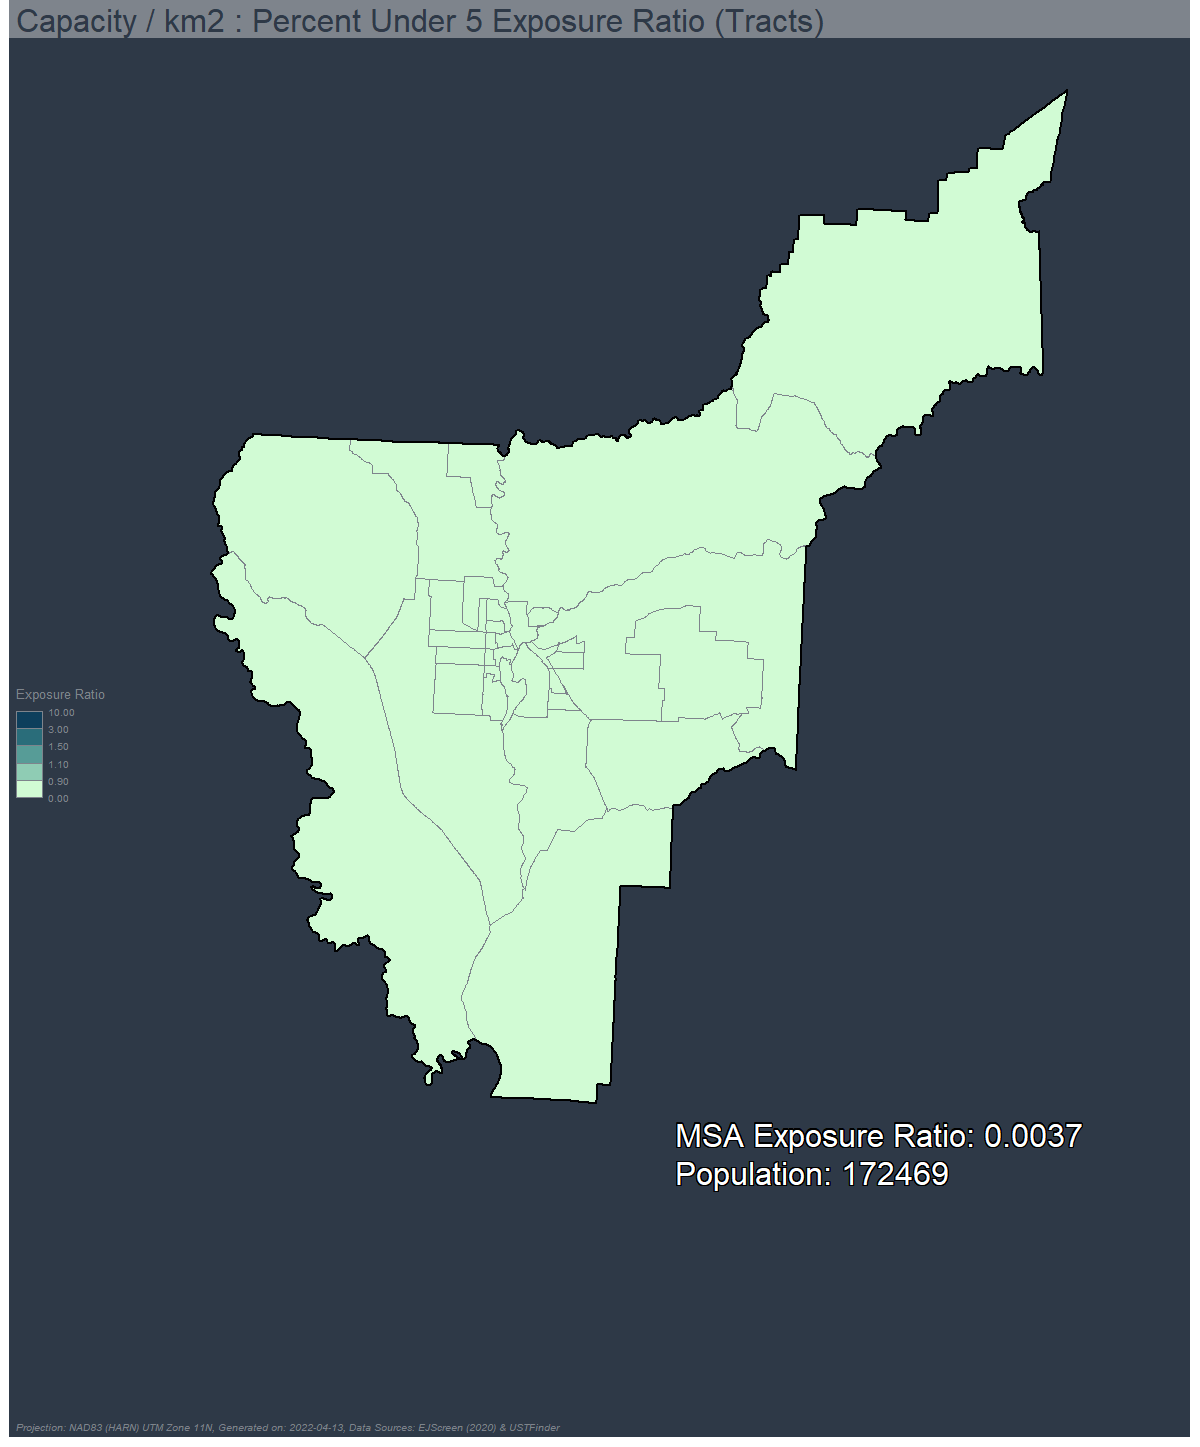 Capacity / km2 : Percent Under 5 Exposure Ratio (Tracts)
Exposure Ratio
10.00
3.00
1.50
1.10
0.90
0.00
MSA Exposure Ratio: 0.0037
Population: 172469
Projection: NAD83 (HARN) UTM Zone 11N, Generated on: 2022-04-13, Data Sources: EJScreen (2020) & USTFinder